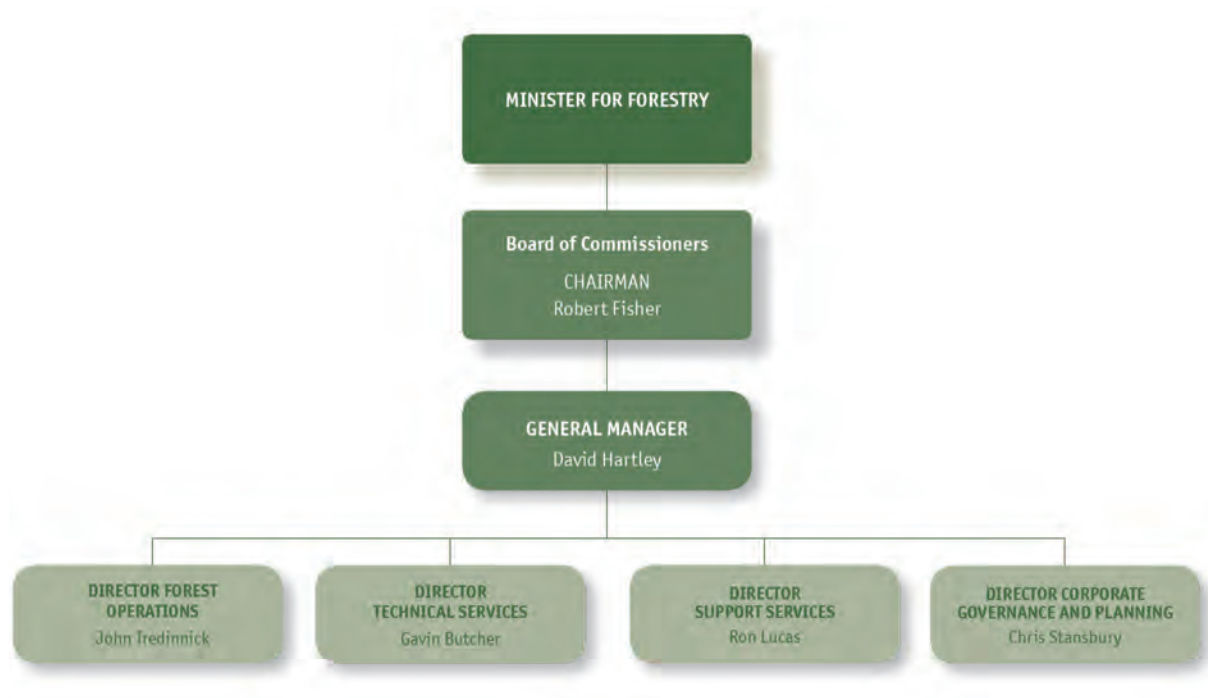 MINISTER FOR FORESTRY
Board of Commissioners
CHAIRMAN
Robert Fisher
GENERAL MANAGER
David Hartley
DIRECTOR FOREST
OPERATIONS
John Tredinnick
DIRECTOR
TECHNICAL SERVICES
Gavin Butcher
DIRECTOR
SUPPORT SERVICES
Ron Lucas
DIRECTOR CORPORATE
GOVERNANCE AND PLANNING
Chris Stansbury